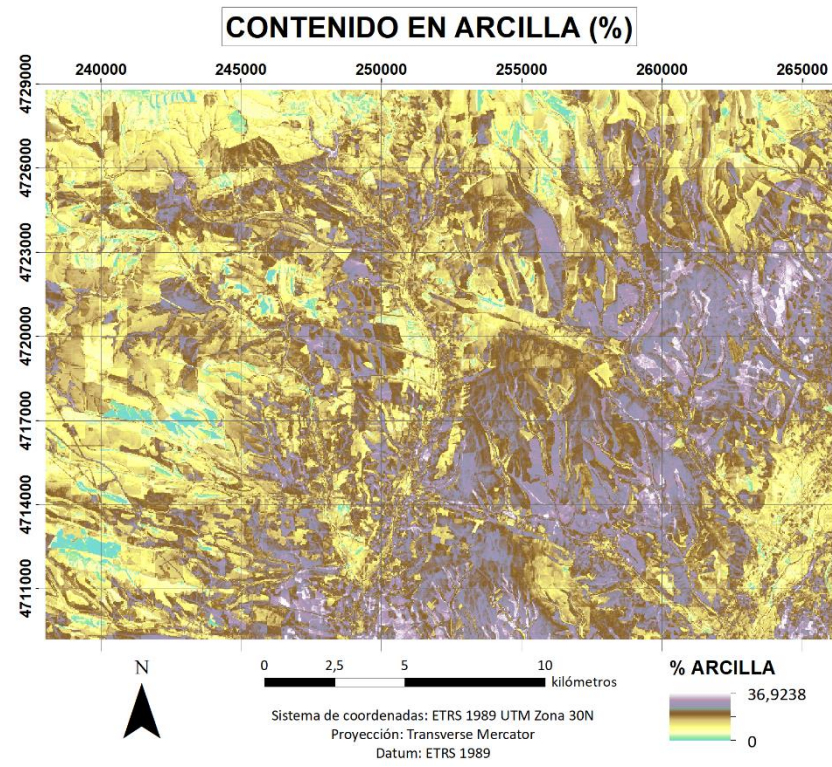 CONTENIDO EN ARCILLA (%)
240000 245000 250000 255000 260000 265000
4729000
4726000
4723000
4720000
4717000
4714000
4711000
N
0 2,5 5 10
kilómetros
Sistema de coordenadas: ETRS 1989 UTM Zona 30N
Proyección: Transverse Mercator
Datum: ETRS 1989
% ARCILLA
36,9238
0